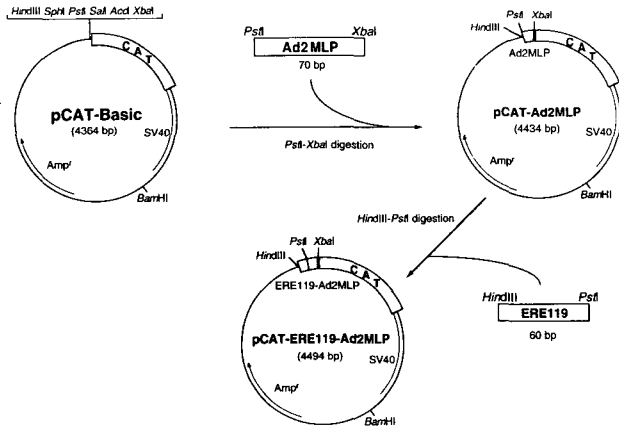 HindIII SphI PstI SalI AccI XbaI
CAT
pCAT-Basic
(4364 bp)
SV40
Ampr
BamHI
PstI XbaI
Ad2MLP
70 bp
PstI-XbaI digestion
PstI XbaI
HindIII
Ad2MLP
CAT
pCAT-Ad2MLP
(4434 bp)
SV40
Ampr
BamHI
HindIII-PstI digestion
HindIII PstI
ERE119
60 bp
PstI XbaI
HindIII
CAT
ERE119-Ad2MLP
pCAT-ERE119-Ad2MLP
(4494 bp)
SV40
Ampr
BamHI